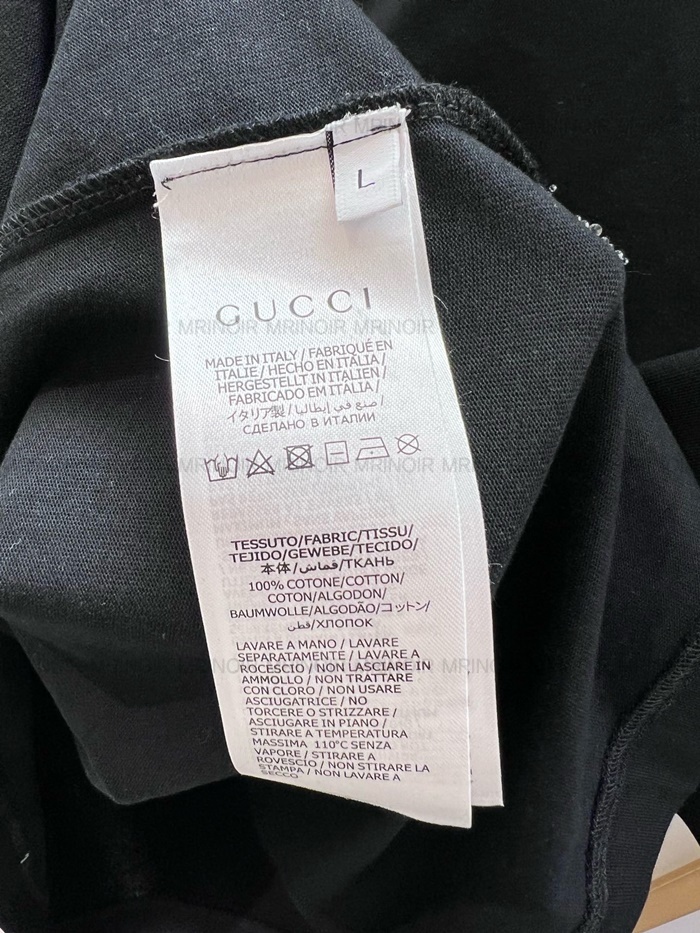 L
GUCCI
MRINOIR MRINOIR MRINOIR MRINOIR
MADE IN ITALY / FABRIQUÉ EN
ITALIE / HECHO EN ITALIA /
HERGESTELLT IN ITALIEN /
FABRICADO EM ITÁLIA /
イタリア製 / صنع في إيطاليا /
СДЕЛАНО В ИТАЛИИ
TESSUTO/FABRIC/TISSU/
TEJIDO/GEWEBE/TECIDO/
本体/قماش/ТКАНЬ
100% COTONE/COTTON/
COTON/ALGODON/
BAUMWOLLE/ALGODÃO/コットン/
قطن/ХЛОПОК
LAVARE A MANO / LAVARE
SEPARATAMENTE / LAVARE A
ROCESCIO / NON LASCIARE IN
AMMOLLO / NON TRATTARE
CON CLORO / NON USARE
ASCIUGATRICE / NO
TORCERE O STRIZZARE /
ASCIUGARE IN PIANO /
STIRARE A TEMPERATURA
MASSIMA 110°C SENZA
VAPORE / STIRARE A
ROVESCIO / NON STIRARE LA
STAMPA / NON LAVARE A
SECCO